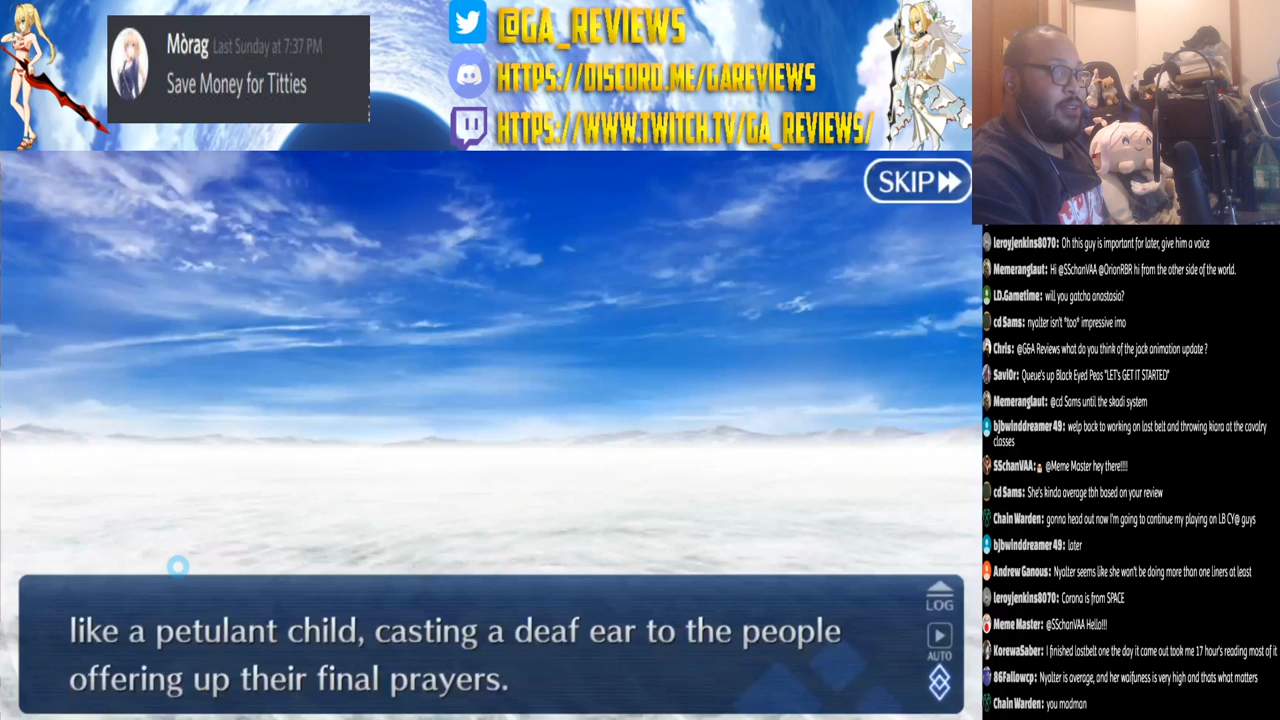 Mòrag Last Sunday at 7:37 PM
Save Money for Titties
@GA_REVIEWS
HTTPS://DISCORD.ME/GAREVIEWS
HTTPS://WWW.TWITCH.TV/GA_REVIEWS/
SKIP
like a petulant child, casting a deaf ear to the people
offering up their final prayers.
LOG
AUTO
leroyjenkins8070: Oh this guy is important for later, give him a voice
Memeranglaut: Hi @SSchanVAA @OrionRBR hi from the other side of the world.
LD.Gametime: will you gatcha anastasia?
cd Sams: nyalter isn't *too* impressive imo
Chris: @G&A Reviews what do you think of the jack animation update ?
Savi0r: Queue's up Black Eyed Peas "LET's GET IT STARTED"
Memeranglaut: @cd Sams until the skadi system
bjbwinddreamer 49: welp back to working on lost belt and throwing kiara at the cavalry
classes
SSchanVAA: @Meme Master hey there!!!!
cd Sams: She's kinda average tbh based on your review
Chain Warden: gonna head out now I'm going to continue my playing on LB CY@ guys
bjbwinddreamer 49: later
Andrew Ganous: Nyalter seems like she won't be doing more than one liners at least
leroyjenkins8070: Corona is from SPACE
Meme Master: @SSchanVAA Hello!!!
KorewaSaber: I finished lostbelt one the day it came out took me 17 hour's reading most of it
86Fallowcp: Nyalter is average, and her waifuness is very high and thats what matters
Chain Warden: you madman